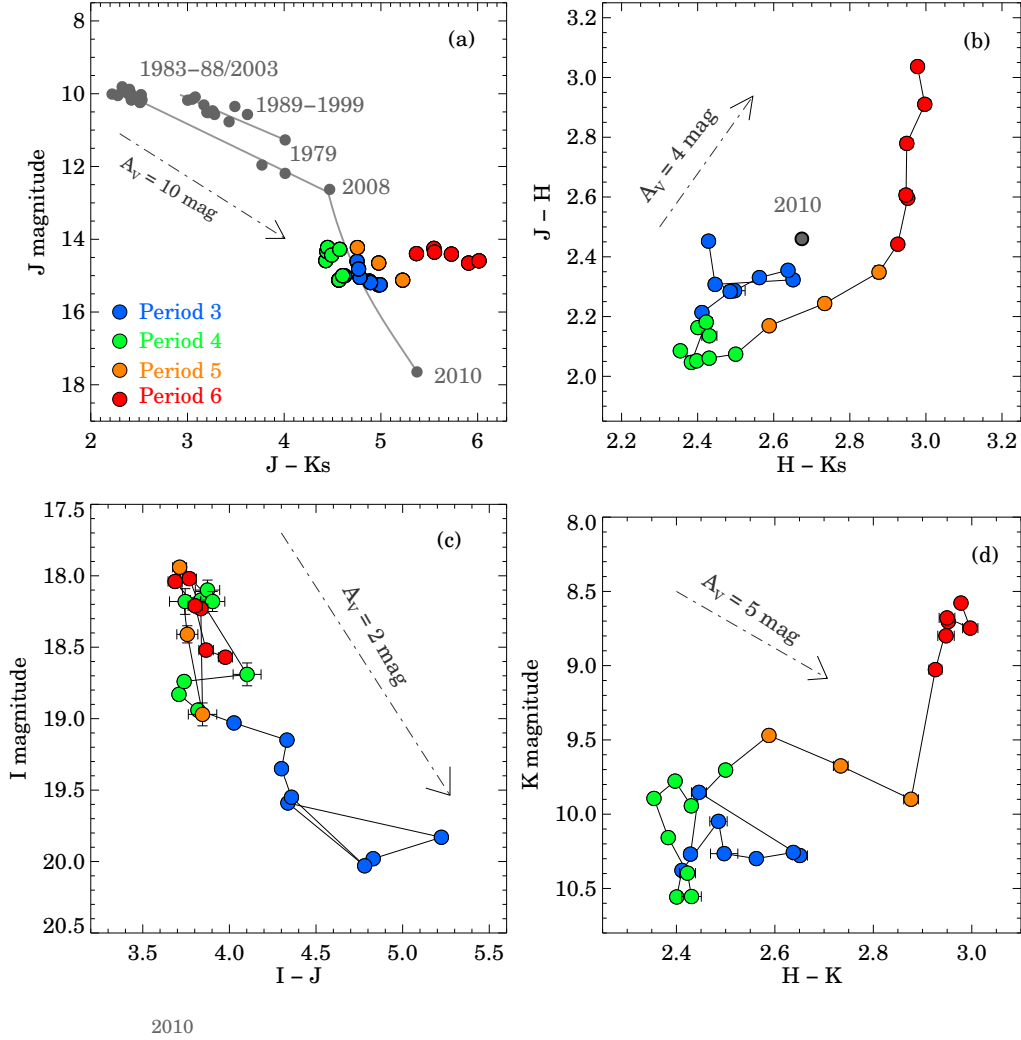 (a)
8
10
12
14
16
18
J magnitude
1983–88/2003
1989–1999
1979
2008
2010
A_V = 10 mag
Period 3
Period 4
Period 5
Period 6
2
3
4
5
6
J – Ks
(b)
3.2
3.0
2.8
2.6
2.4
2.2
2.0
J – H
A_V = 4 mag
2010
2.2
2.4
2.6
2.8
3.0
3.2
H – Ks
(c)
17.5
18.0
18.5
19.0
19.5
20.0
20.5
I magnitude
A_V = 2 mag
3.5
4.0
4.5
5.0
5.5
I – J
(d)
8.0
8.5
9.0
9.5
10.0
10.5
K magnitude
A_V = 5 mag
2.4
2.6
2.8
3.0
H – K
2010